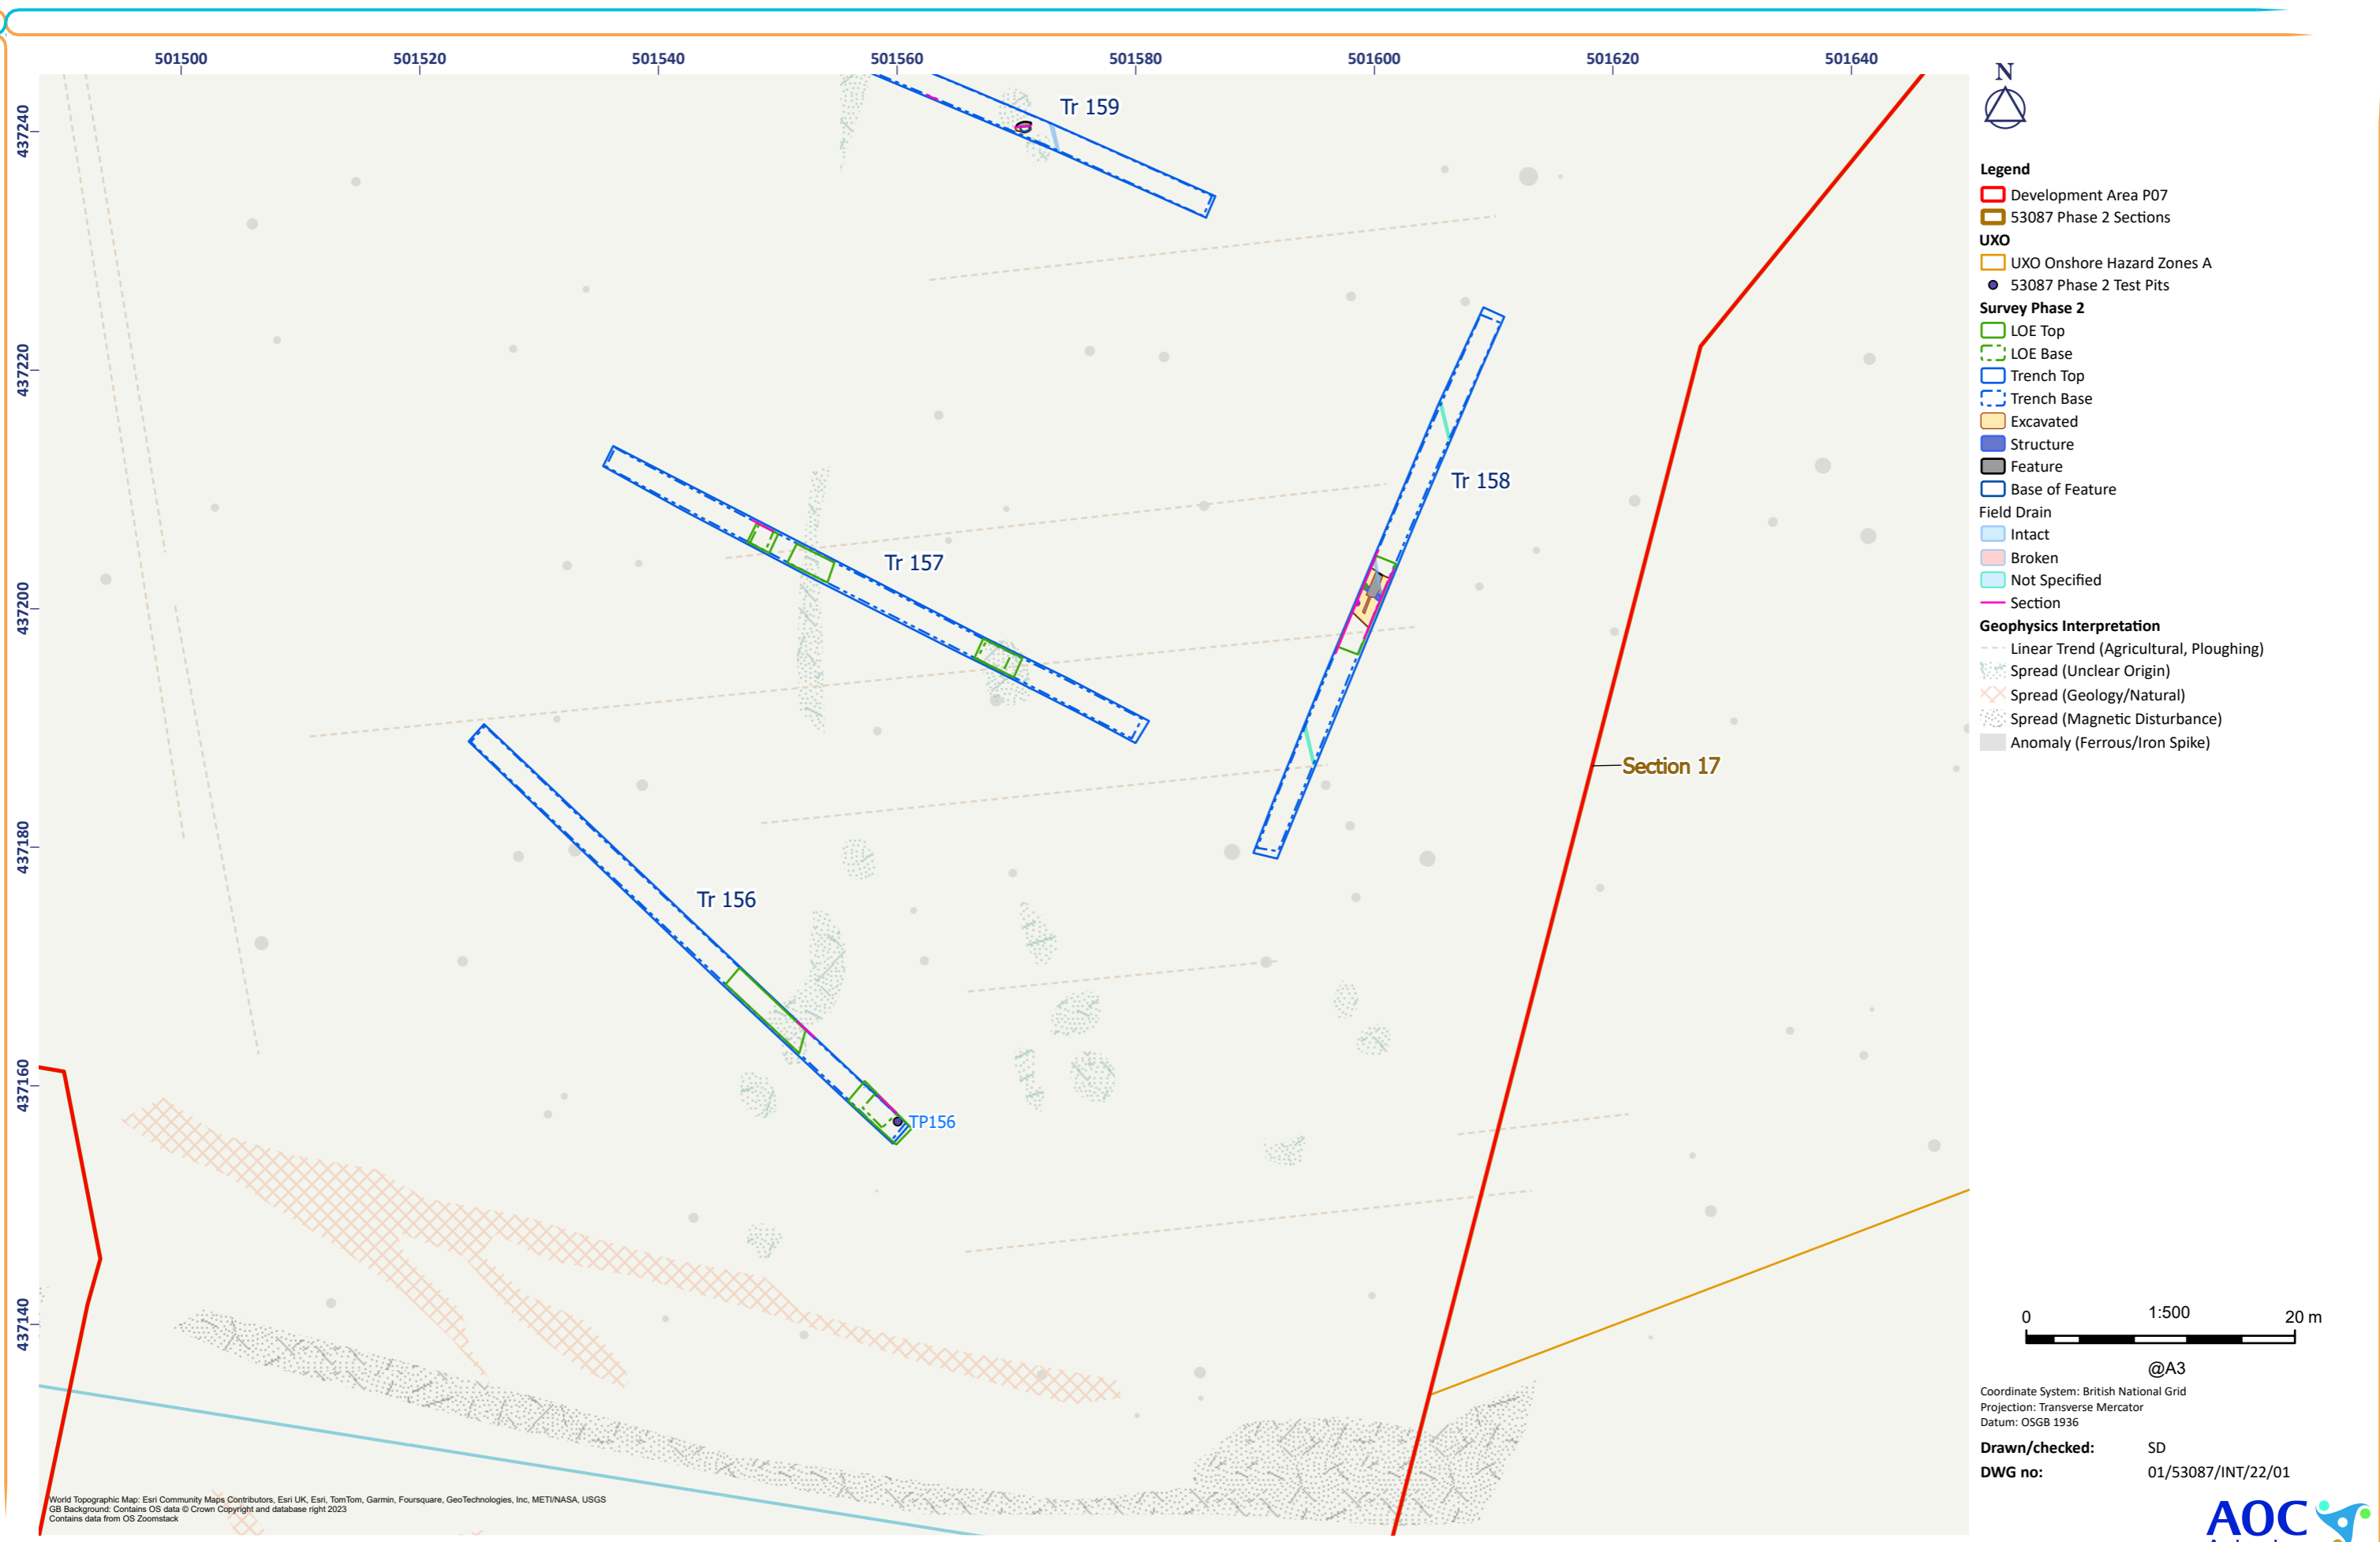 501500 501520 501540 501560 501580 501600 501620 501640
437240
437220
437200
437180
437160
437140
Tr 159
Tr 158
Tr 157
Section 17
Tr 156
TP156
World Topographic Map: Esri Community Maps Contributors, Esri UK, Esri, TomTom, Garmin, Foursquare, GeoTechnologies, Inc, METI/NASA, USGS
GB Background: Contains OS data © Crown Copyright and database right 2023
Contains data from OS Zoomstack
N
Legend
Development Area P07
53087 Phase 2 Sections
UXO
UXO Onshore Hazard Zones A
53087 Phase 2 Test Pits
Survey Phase 2
LOE Top
LOE Base
Trench Top
Trench Base
Excavated
Structure
Feature
Base of Feature
Field Drain
Intact
Broken
Not Specified
Section
Geophysics Interpretation
Linear Trend (Agricultural, Ploughing)
Spread (Unclear Origin)
Spread (Geology/Natural)
Spread (Magnetic Disturbance)
Anomaly (Ferrous/Iron Spike)
0 1:500 20 m
@A3
Coordinate System: British National Grid
Projection: Transverse Mercator
Datum: OSGB 1936
Drawn/checked: SD
DWG no: 01/53087/INT/22/01
AOC